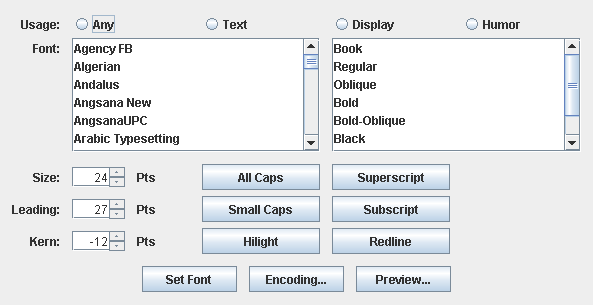 Usage: Any Text Display Humor
Font: Agency FB Book
Algerian Regular
Andalus Oblique
Angsana New Bold
AngsanaUPC Bold-Oblique
Arabic Typesetting Black
Size: 24 Pts All Caps Superscript
Leading: 27 Pts Small Caps Subscript
Kern: -12 Pts Hilight Redline
Set Font Encoding... Preview...